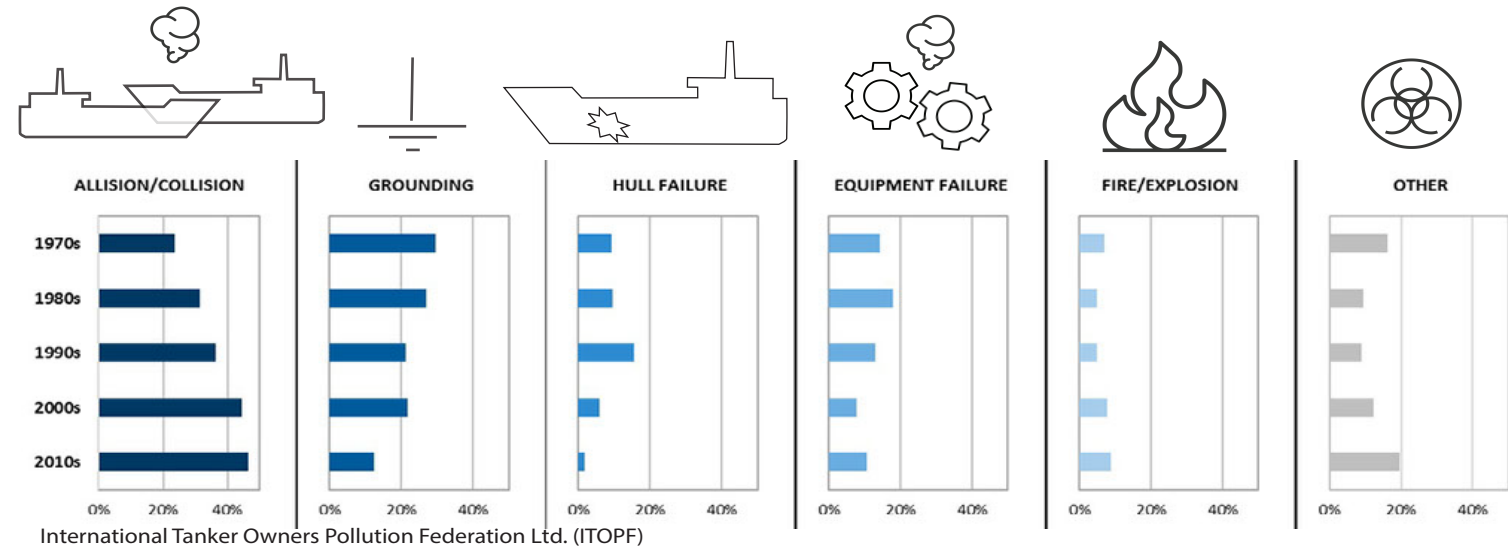 ALLISION/COLLISION GROUNDING HULL FAILURE EQUIPMENT FAILURE FIRE/EXPLOSION OTHER
1970s
1980s
1990s
2000s
2010s
0% 20% 40% 0% 20% 40% 0% 20% 40% 0% 20% 40% 0% 20% 40% 0% 20% 40%
International Tanker Owners Pollution Federation Ltd. (ITOPF)